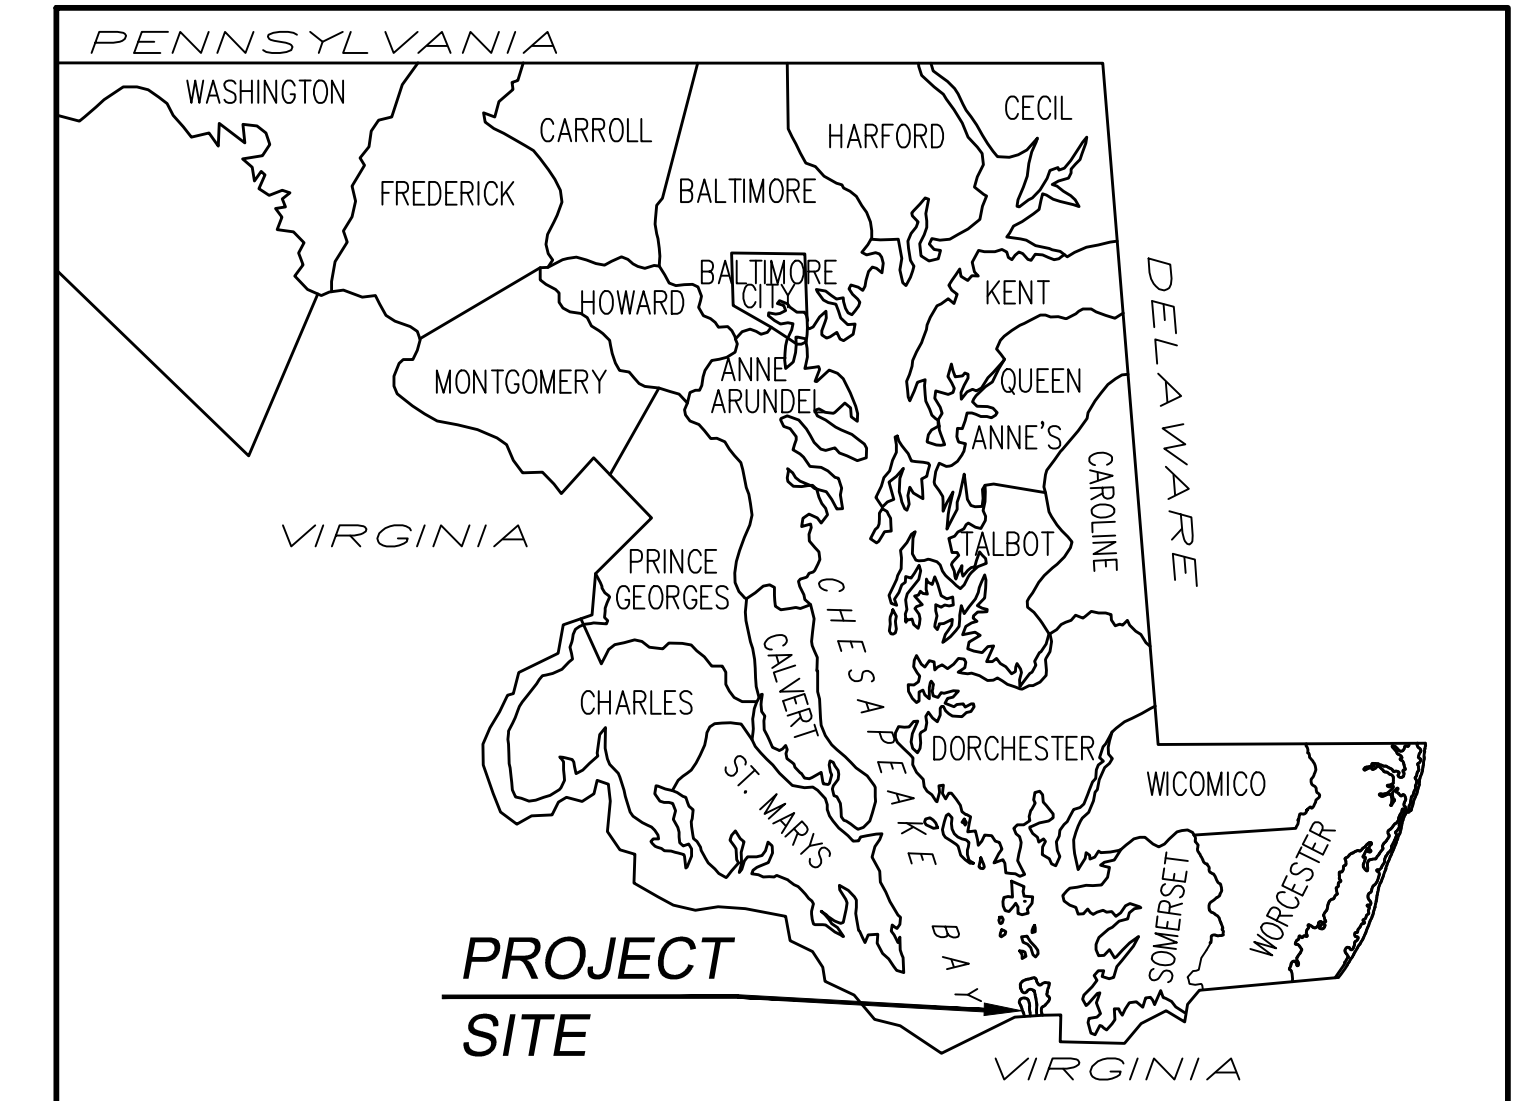 PENNSYLVANIA
WASHINGTON
CECIL
CARROLL
HARFORD
FREDERICK
BALTIMORE
BALTIMORE
CITY
KENT
HOWARD
DELAWARE
ANNE
ARUNDEL
MONTGOMERY
QUEEN
ANNE'S
CAROLINE
VIRGINIA
TALBOT
PRINCE
GEORGES
CHESAPEAKE BAY
CALVERT
CHARLES
DORCHESTER
ST. MARYS
WICOMICO
WORCESTER
SOMERSET
PROJECT
SITE
VIRGINIA